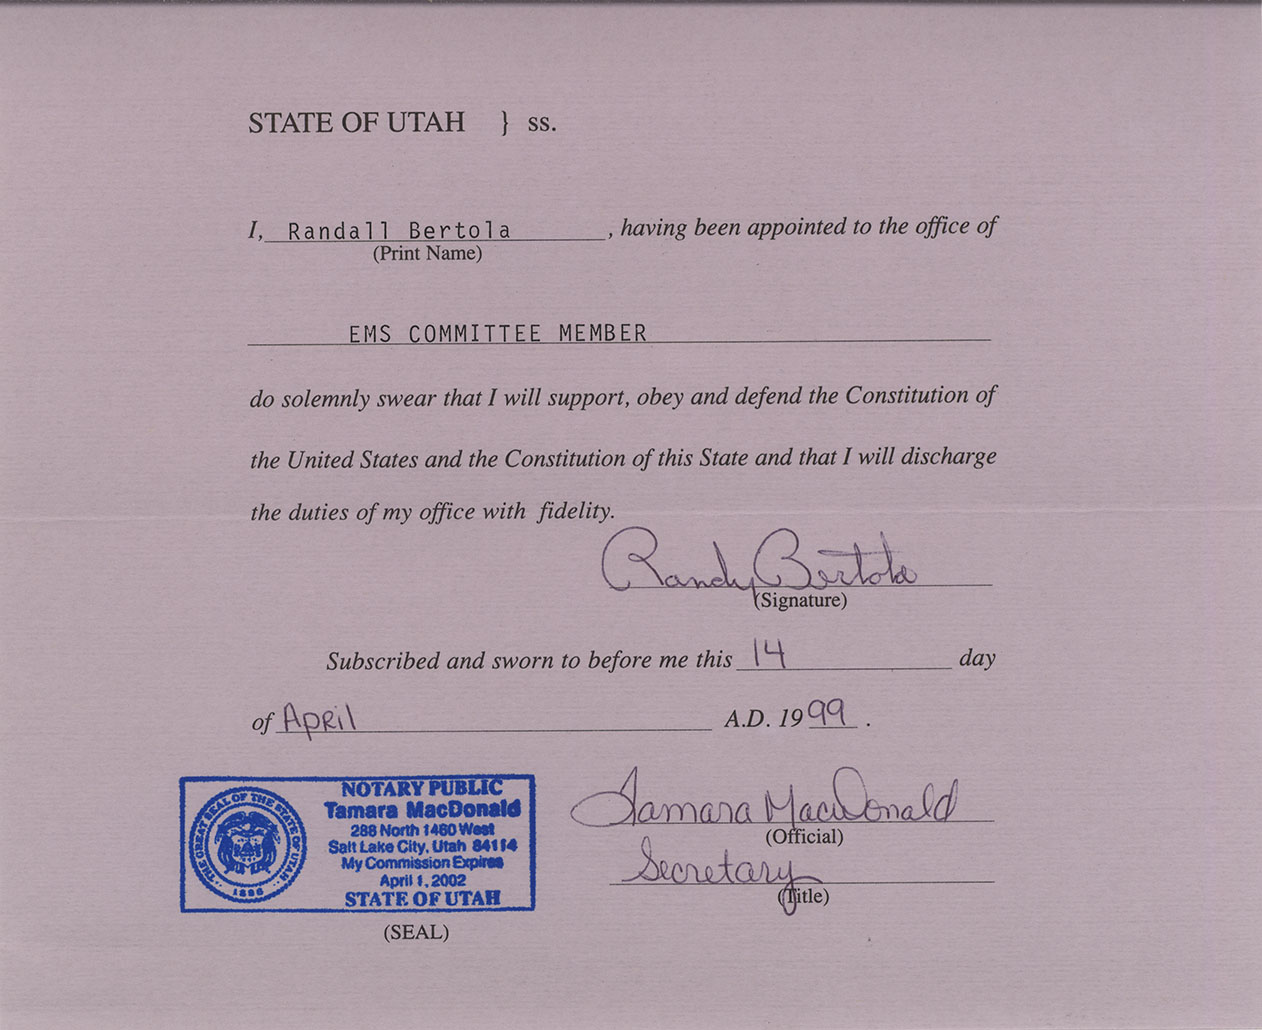 STATE OF UTAH } ss.
I, Randall Bertola, having been appointed to the office of
(Print Name)
EMS COMMITTEE MEMBER
do solemnly swear that I will support, obey and defend the Constitution of
the United States and the Constitution of this State and that I will discharge
the duties of my office with fidelity.
Randy Bertola
(Signature)
Subscribed and sworn to before me this 14 day
of April A.D. 1999.
NOTARY PUBLIC
Tamara MacDonald
288 North 1460 West
Salt Lake City, Utah 84114
My Commission Expires
April 1, 2002
STATE OF UTAH
THE GREAT SEAL OF THE STATE OF UTAH
1896
(SEAL)
Tamara MacDonald
(Official)
Secretary
(Title)